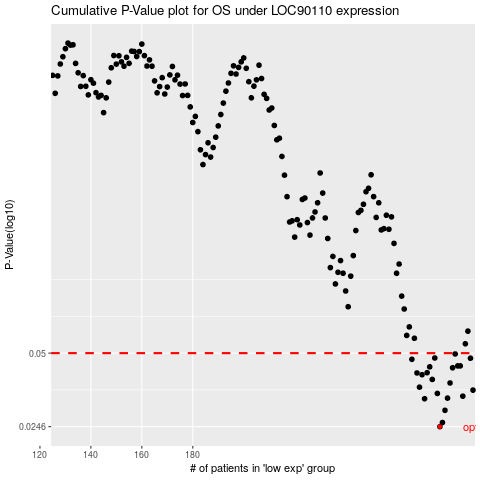 Cumulative P-Value plot for OS under LOC90110 expression
P-Value(log10)
0.05
0.0246
op
120 140 160 180
# of patients in 'low exp' group